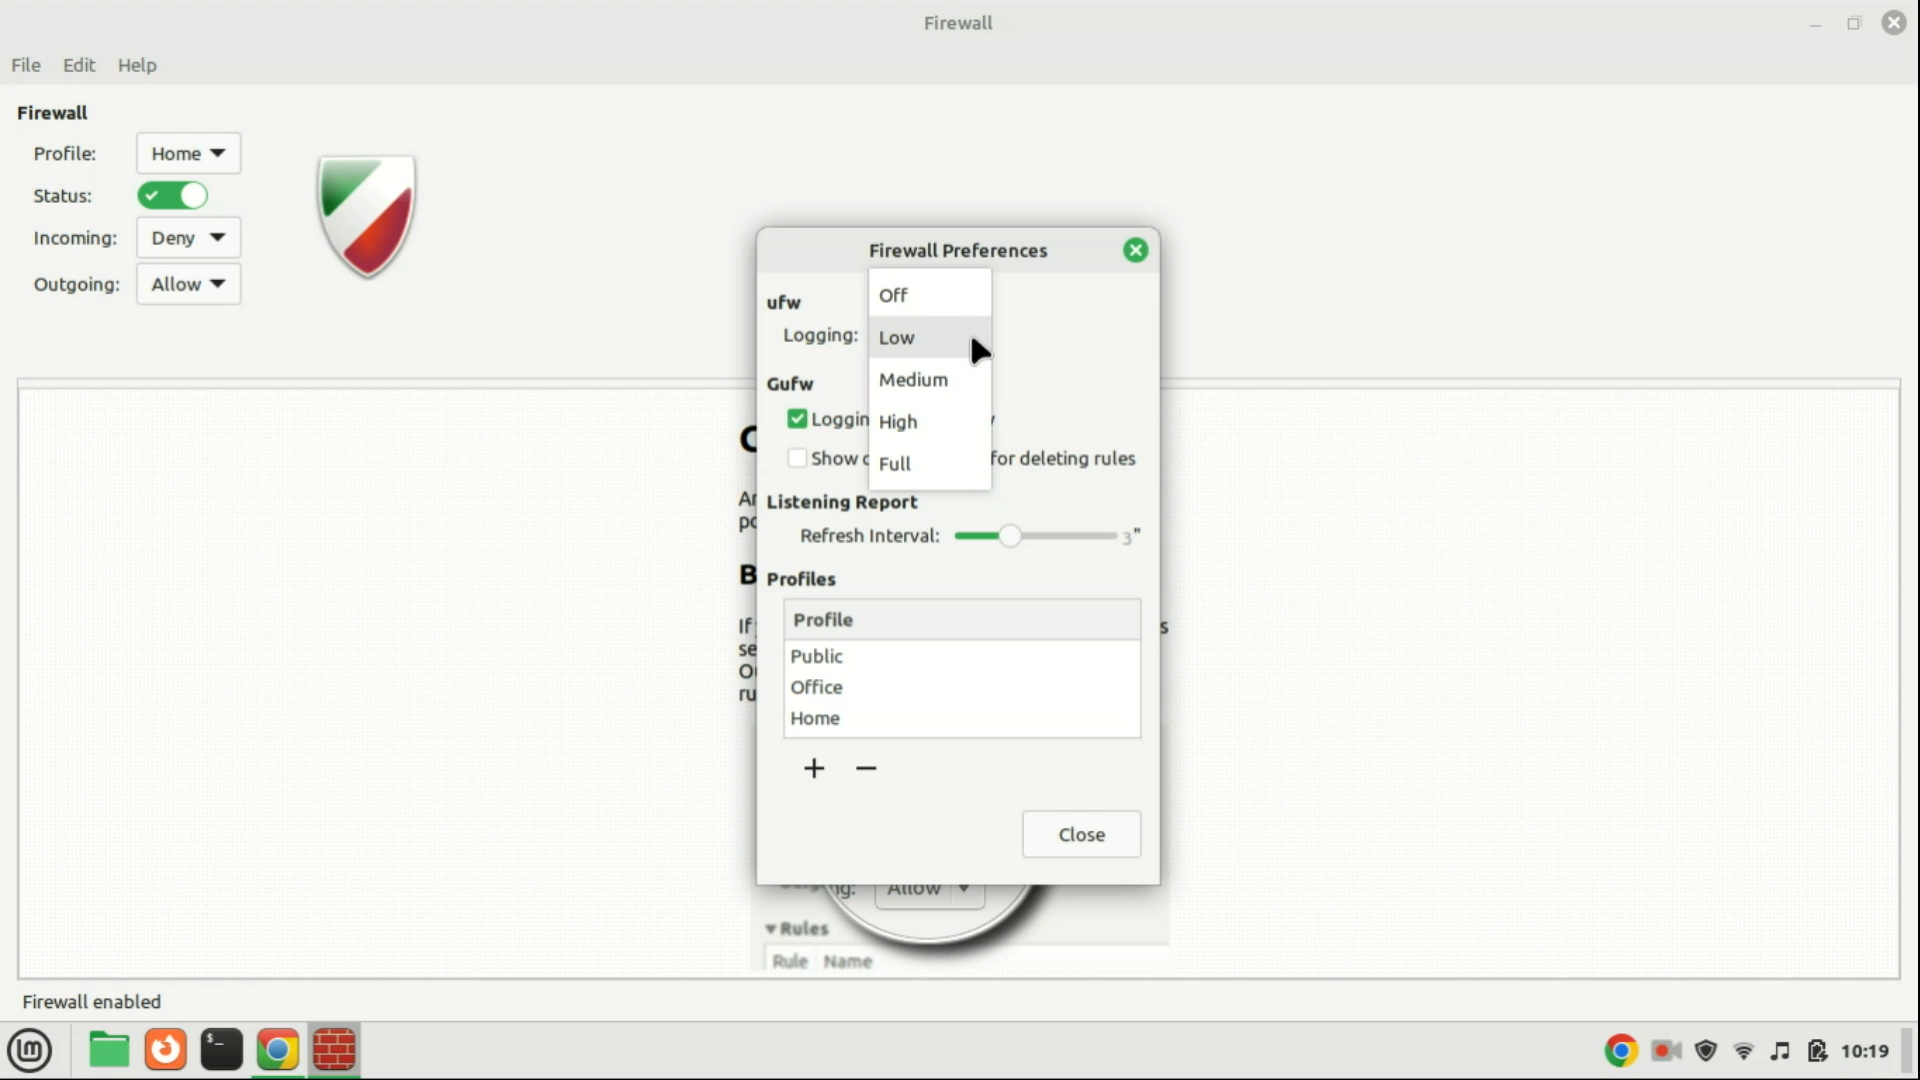 Firewall
File Edit Help
Firewall
Profile: Home
Status:
Incoming: Deny
Outgoing: Allow
Firewall Preferences
ufw
Off
Logging: Low
Medium
Gufw
High
Full
Show
for deleting rules
Listening Report
Refresh Interval: 3"
Profiles
Profile
Public
Office
Home
+ −
Close
Allow
Rules
Rule Name
Firewall enabled
$_
lm
10:19